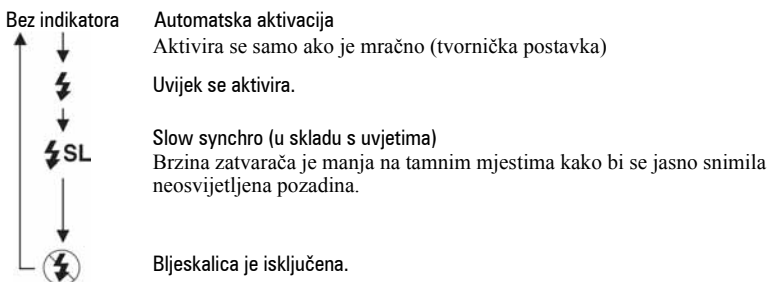 Bez indikatora Automatska aktivacija
Aktivira se samo ako je mračno (tvornička postavka)
Uvijek se aktivira.
Slow synchro (u skladu s uvjetima)
SL
Brzina zatvarača je manja na tamnim mjestima kako bi se jasno snimila
neosvijetljena pozadina.
Bljeskalica je isključena.